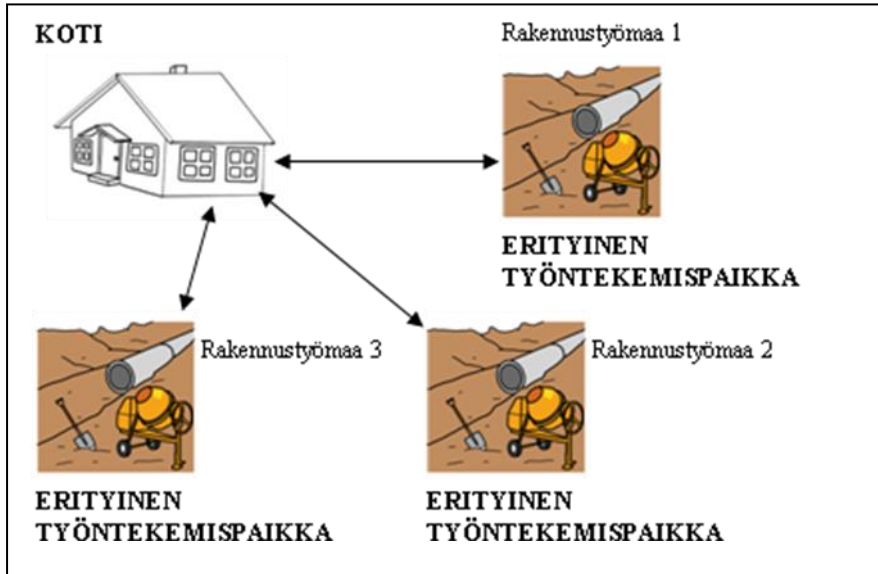 KOTI
Rakennustyömaa 1
ERITYINEN
TYÖNTEKEMISPAIKKA
Rakennustyömaa 3
ERITYINEN
TYÖNTEKEMISPAIKKA
Rakennustyömaa 2
ERITYINEN
TYÖNTEKEMISPAIKKA